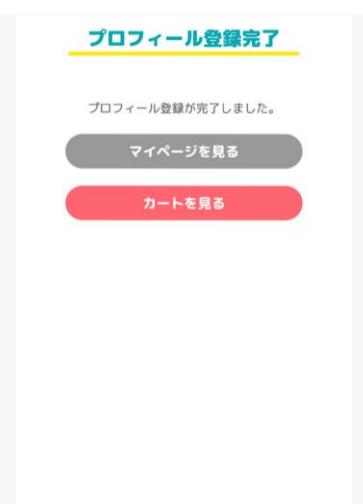 プロフィール登録完了
プロフィール登録が完了しました。
マイページを見る
カートを見る